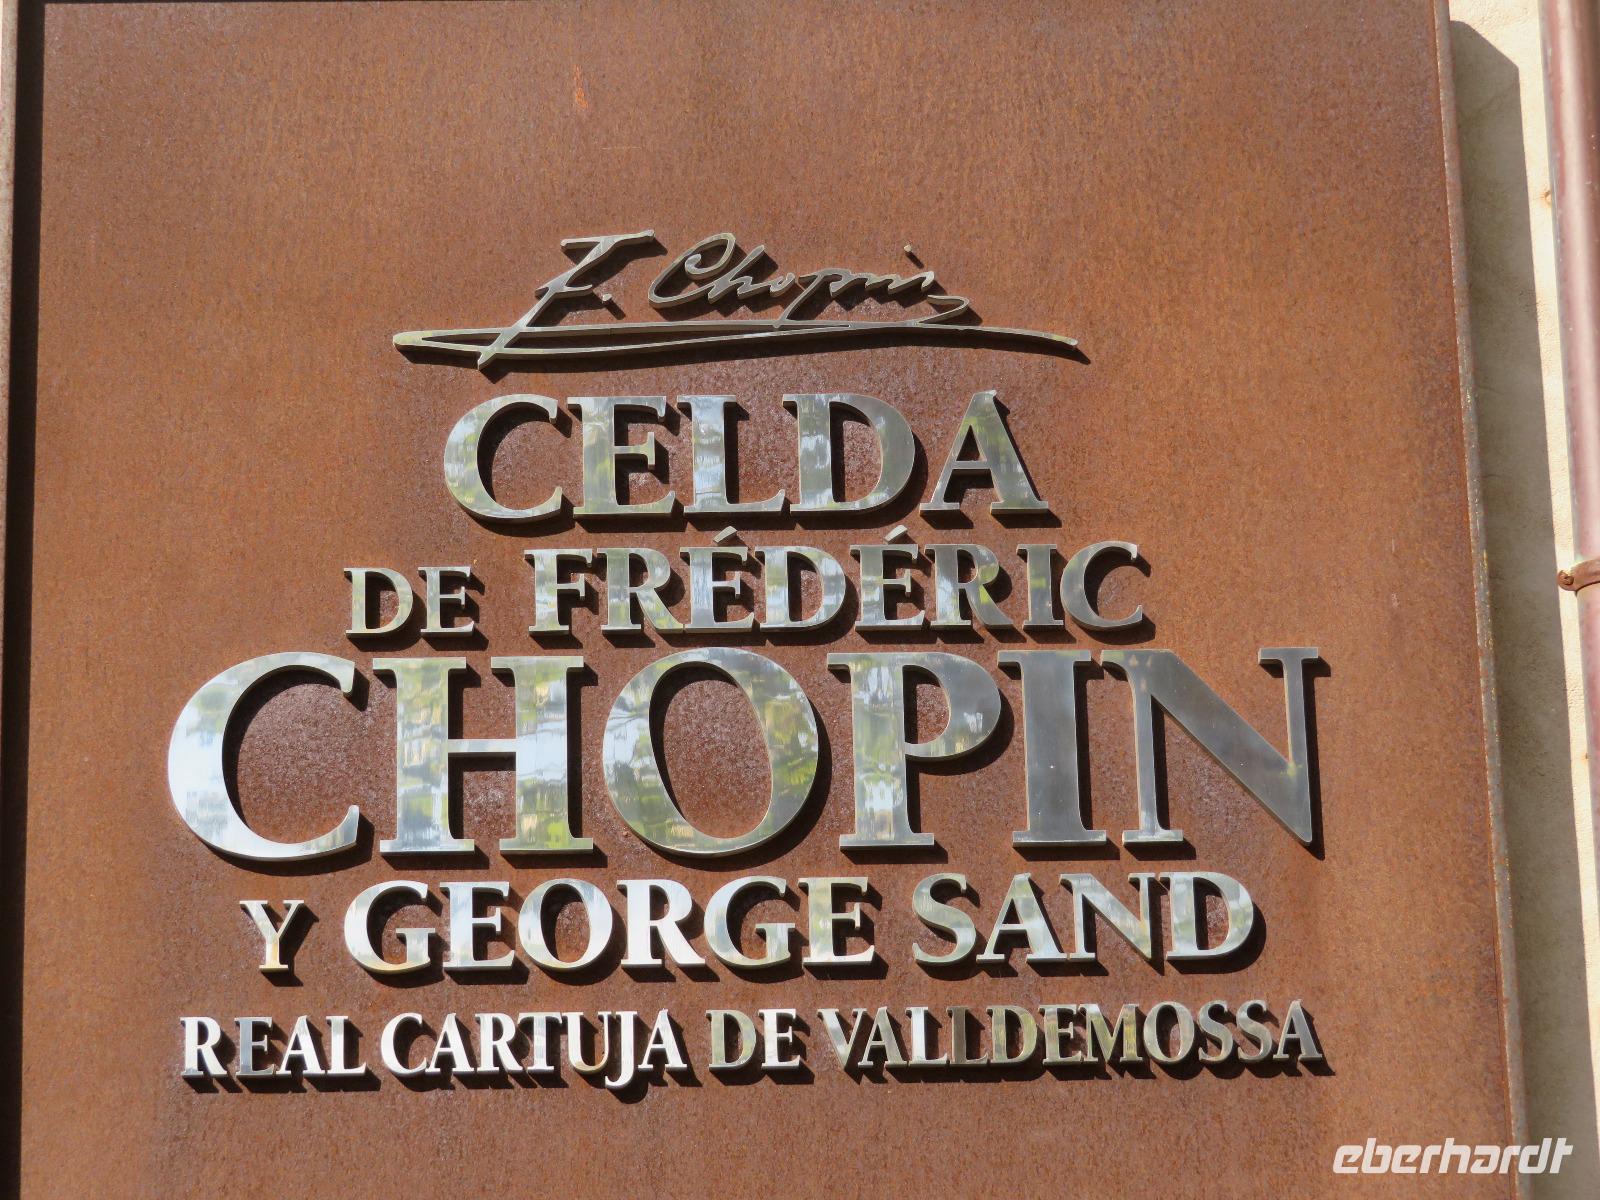 F. Chopin
CELDA
DE FRÉDÉRIC
CHOPIN
Y GEORGE SAND
REAL CARTUJA DE VALLDEMOSSA
eberhardt